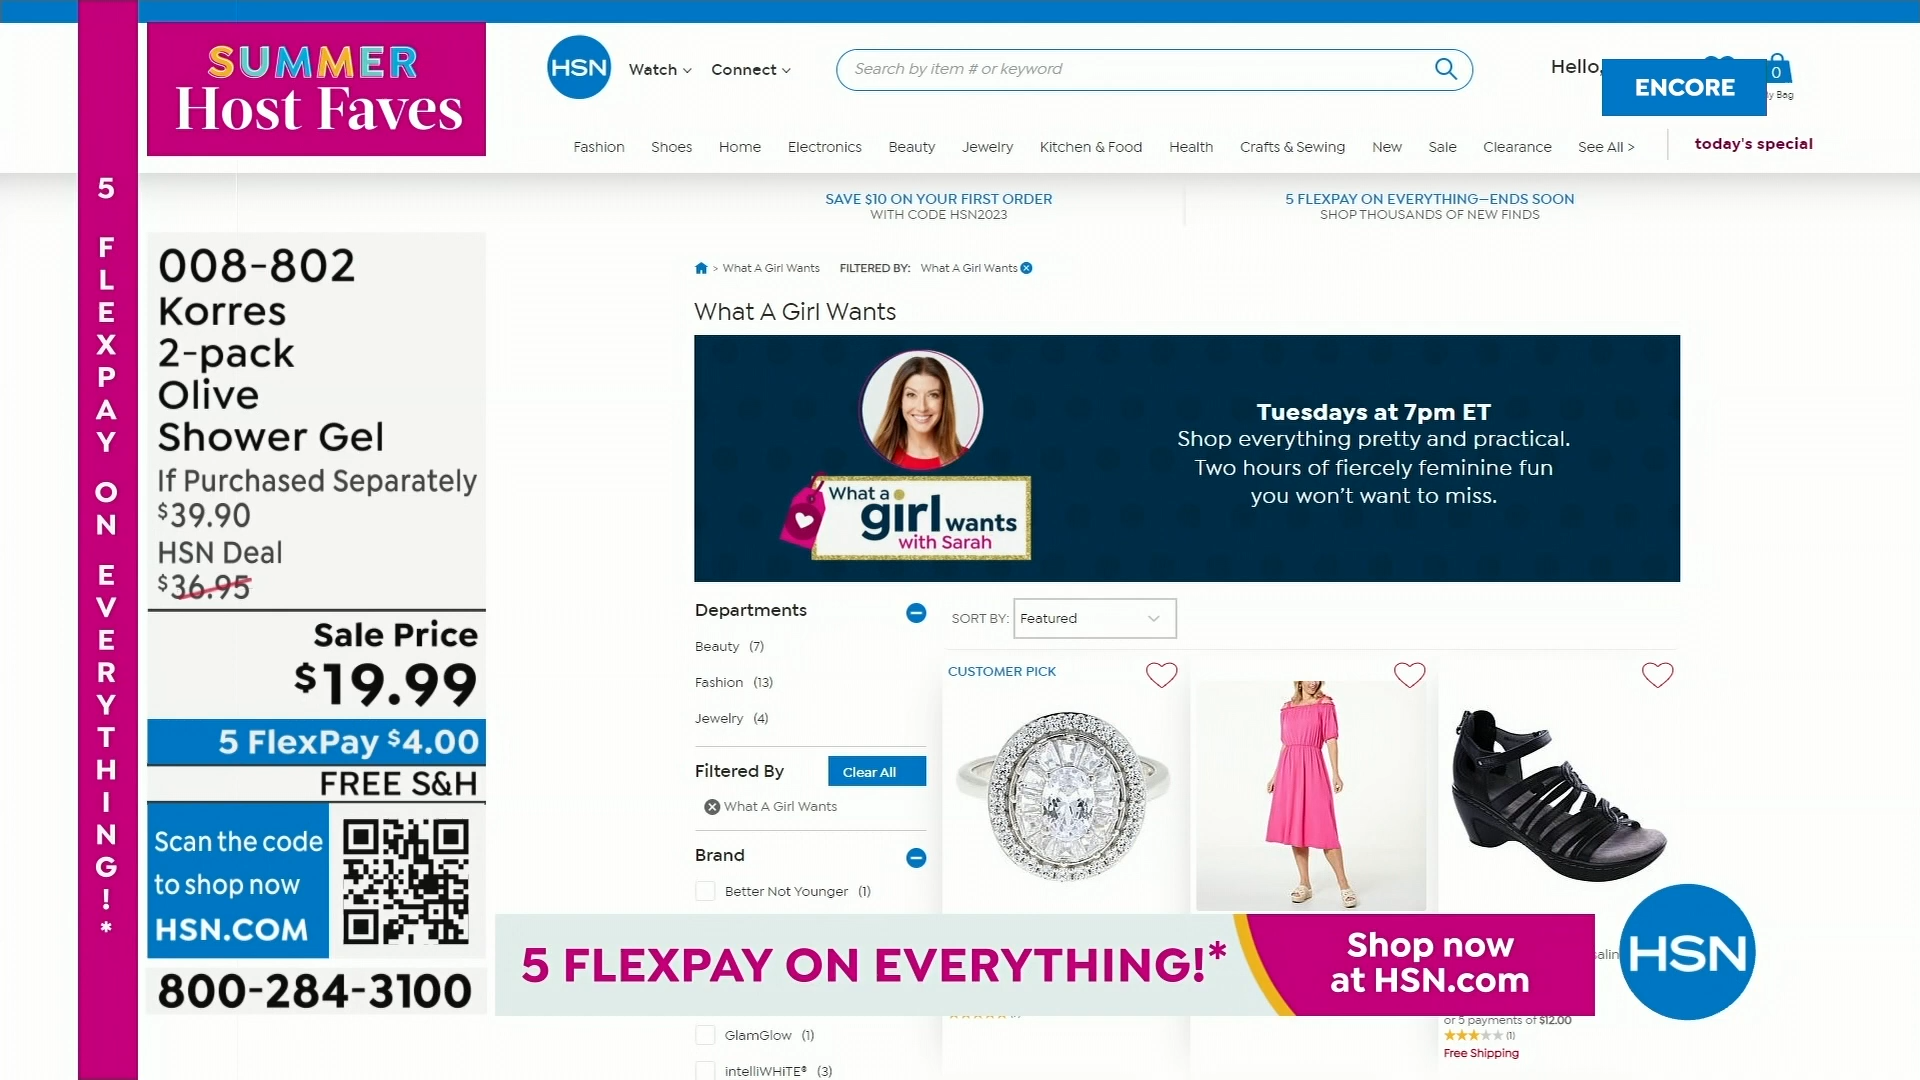 SUMMER
Host Faves
5 FLEXPAY ON EVERYTHING!*
HSN
Watch
Connect
Search by item # or keyword
Hello,
ENCORE
0
Bag
Fashion
Shoes
Home
Electronics
Beauty
Jewelry
Kitchen & Food
Health
Crafts & Sewing
New
Sale
Clearance
See All >
today's special
SAVE $10 ON YOUR FIRST ORDER
WITH CODE HSN2023
5 FLEXPAY ON EVERYTHING—ENDS SOON
SHOP THOUSANDS OF NEW FINDS
008-802
Korres
2-pack
Olive
Shower Gel
If Purchased Separately
$39.90
HSN Deal
$36.95
Sale Price
$19.99
5 FlexPay $4.00
FREE S&H
Scan the code
to shop now
HSN.COM
800-284-3100
> What A Girl Wants FILTERED BY: What A Girl Wants
What A Girl Wants
What a
girl wants
with Sarah
Tuesdays at 7pm ET
Shop everything pretty and practical.
Two hours of fiercely feminine fun
you won't want to miss.
Departments
Beauty (7)
Fashion (13)
Jewelry (4)
Filtered By
Clear All
What A Girl Wants
Brand
Better Not Younger (1)
GlamGlow (1)
intelliWHiTE® (3)
SORT BY: Featured
CUSTOMER PICK
5 FLEXPAY ON EVERYTHING!*
Shop now
at HSN.com
HSN
or 5 payments of $12.00
(1)
Free Shipping